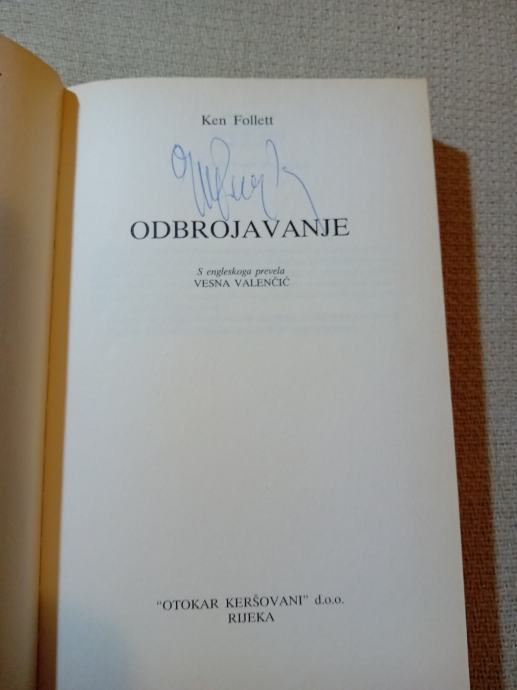 Ken Follett
ODBROJAVANJE
S engleskoga prevela
VESNA VALENČIĆ
"OTOKAR KERŠOVANI" d.o.o.
RIJEKA